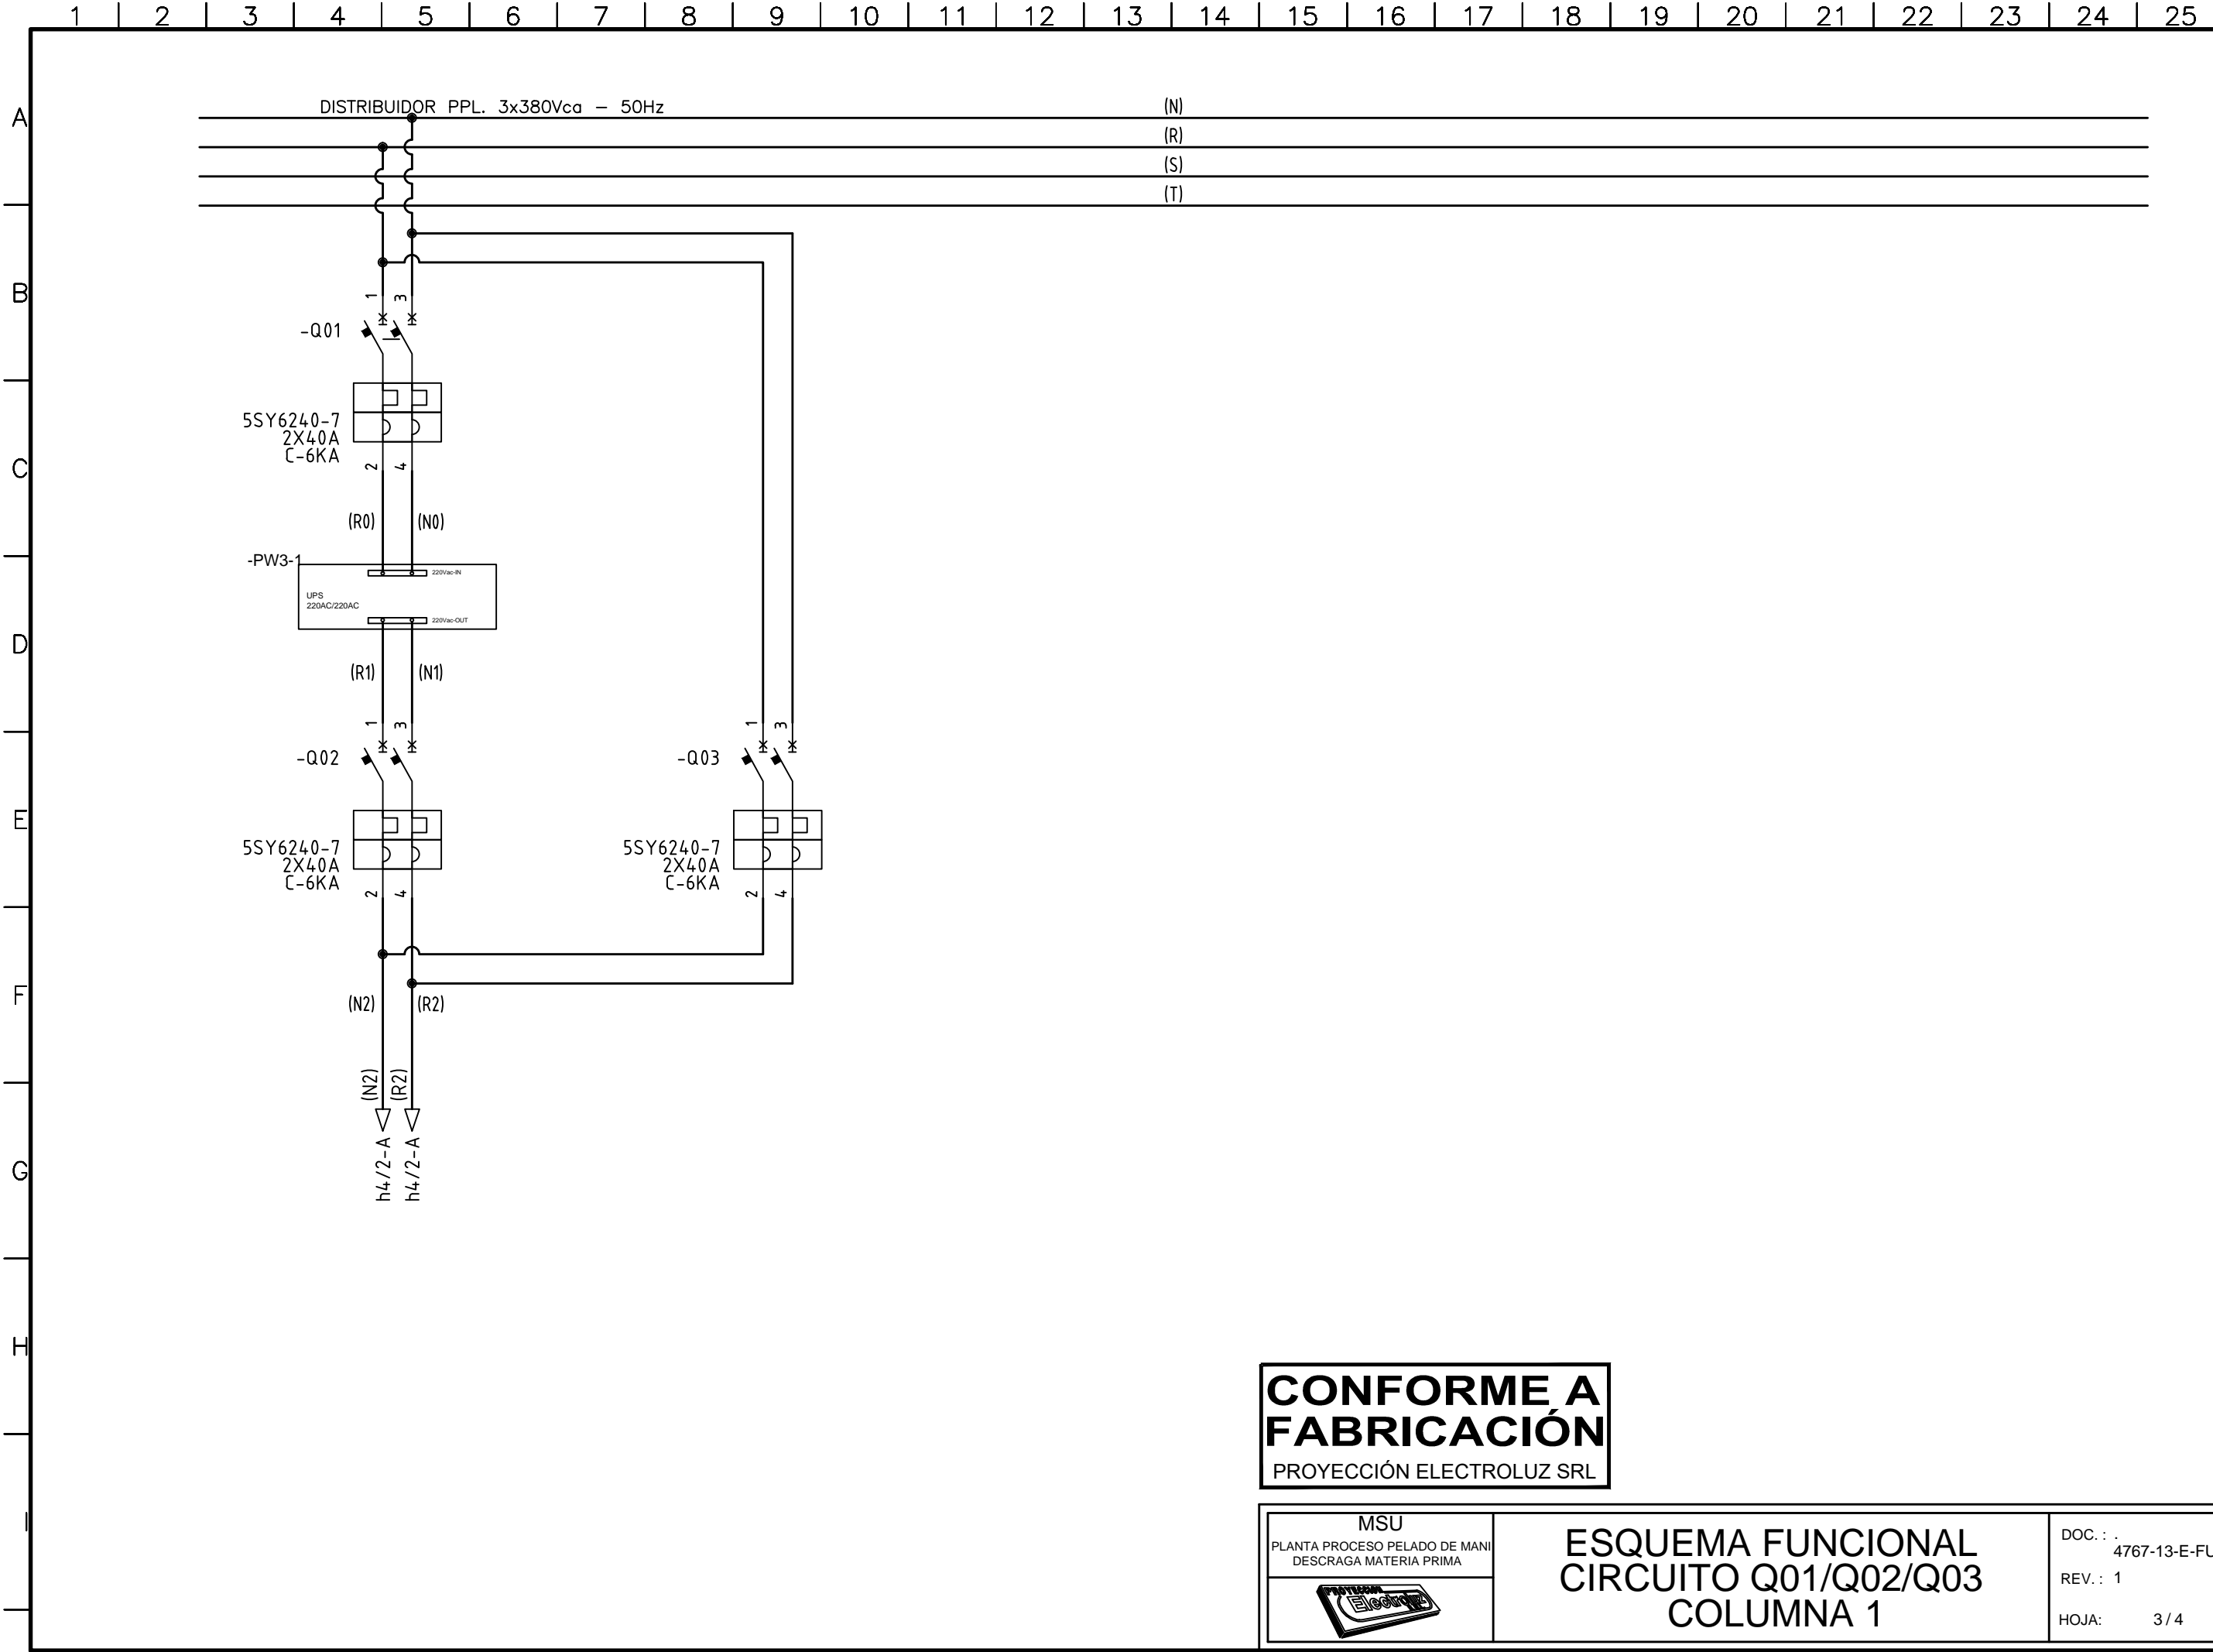 1 2 3 4 5 6 7 8 9 10 11 12 13 14 15 16 17 18 19 20 21 22 23 24 25
A
DISTRIBUIDOR PPL. 3x380Vca – 50Hz
(N)
(R)
(S)
(T)
B
1 3
-Q01
5SY6240-7
2X40A
C-6KA
C
2 4
(R0) (N0)
-PW3-1
220Vac-IN
UPS
220AC/220AC
220Vac-OUT
D
(R1) (N1)
1 3 1 3
-Q02 -Q03
E
5SY6240-7 5SY6240-7
2X40A 2X40A
C-6KA C-6KA
2 4 2 4
F
(N2) (R2)
(N2) (R2)
h4/2-A h4/2-A
G
H
CONFORME A
FABRICACIÓN
PROYECCIÓN ELECTROLUZ SRL
I
MSU
PLANTA PROCESO PELADO DE MANI
DESCRAGA MATERIA PRIMA
PROYECCION
Electroluz
ESQUEMA FUNCIONAL
CIRCUITO Q01/Q02/Q03
COLUMNA 1
DOC. : .
4767-13-E-FU
REV. : 1
HOJA: 3 / 4